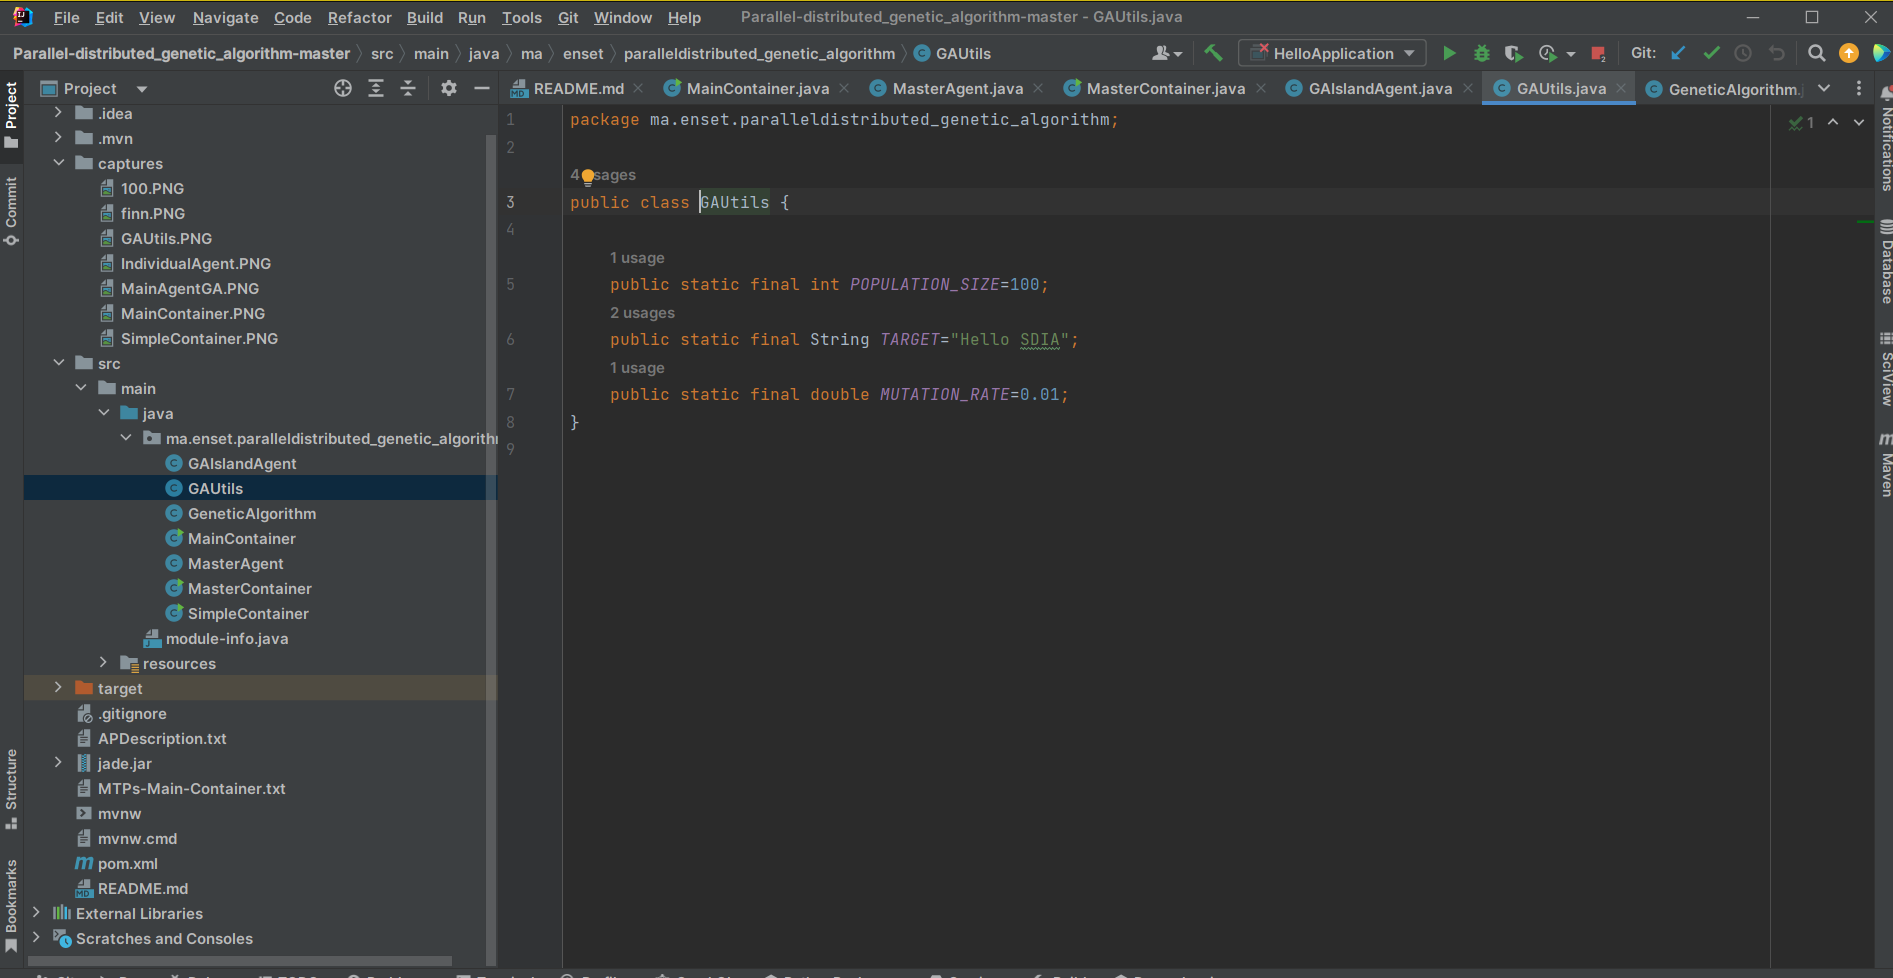 File Edit View Navigate Code Refactor Build Run Tools Git Window Help Parallel-distributed_genetic_algorithm-master - GAUtils.java
Parallel-distributed_genetic_algorithm-master src main java ma enset paralleldistributed_genetic_algorithm GAUtils HelloApplication Git:
Project
README.md MainContainer.java MasterAgent.java MasterContainer.java GAIslandAgent.java GAUtils.java GeneticAlgorithm.
Project
Commit
Structure
Bookmarks
.idea
.mvn
captures
100.PNG
finn.PNG
GAUtils.PNG
IndividualAgent.PNG
MainAgentGA.PNG
MainContainer.PNG
SimpleContainer.PNG
src
main
java
ma.enset.paralleldistributed_genetic_algorith
GAIslandAgent
GAUtils
GeneticAlgorithm
MainContainer
MasterAgent
MasterContainer
SimpleContainer
module-info.java
resources
target
.gitignore
APDescription.txt
jade.jar
MTPs-Main-Container.txt
mvnw
mvnw.cmd
pom.xml
README.md
External Libraries
Scratches and Consoles
1 package ma.enset.paralleldistributed_genetic_algorithm;
2
4 sages
3 public class GAUtils {
4
1 usage
5 public static final int POPULATION_SIZE=100;
2 usages
6 public static final String TARGET="Hello SDIA";
1 usage
7 public static final double MUTATION_RATE=0.01;
8 }
9
1
Notifications
Database
SciView
Maven